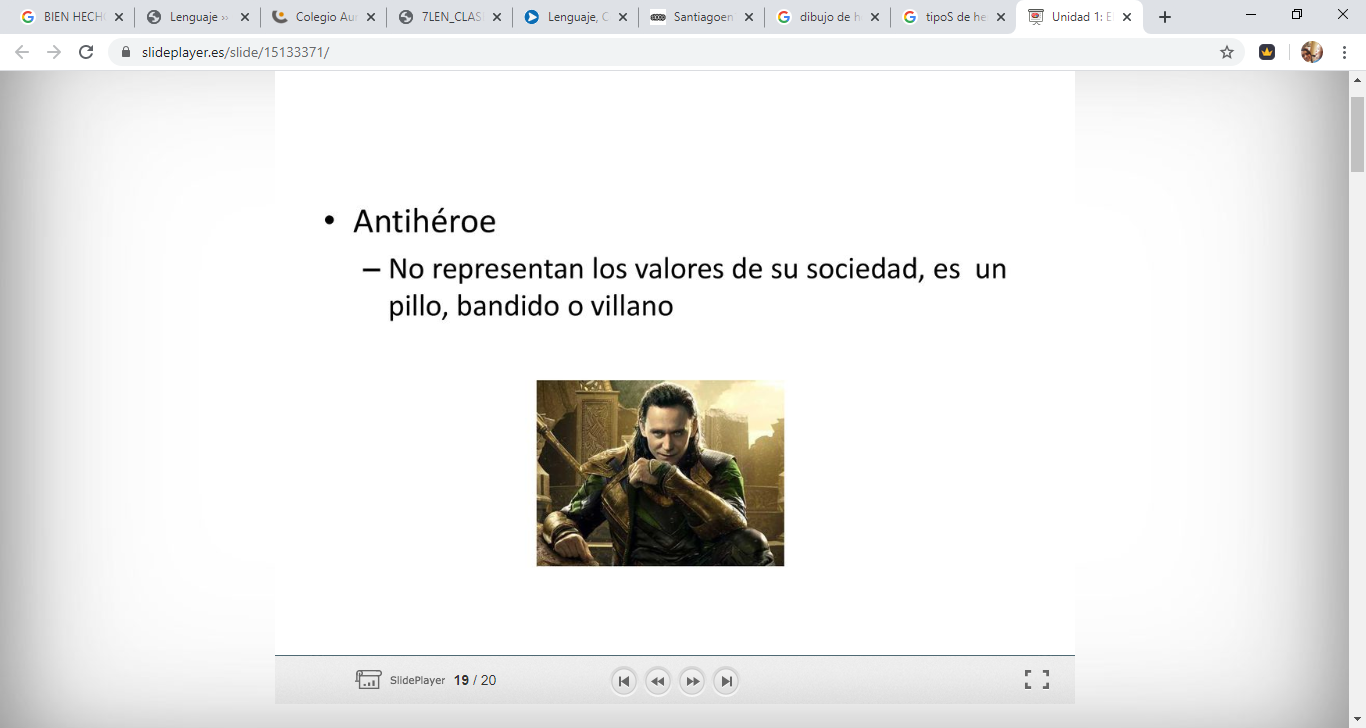 BIEN HECH
Lenguaje ››
Colegio Au
7LEN_CLAS
Lenguaje, C
Santiagoen
dibujo de h
tipoS de he
Unidad 1: E
slideplayer.es/slide/15133371/
• Antihéroe
– No representan los valores de su sociedad, es un
pillo, bandido o villano
SlidePlayer 19 / 20